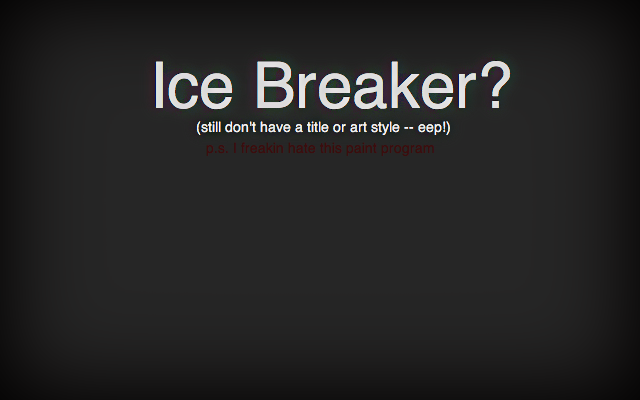 Ice Breaker?
(still don't have a title or art style -- eep!)
p.s. I freakin hate this paint program